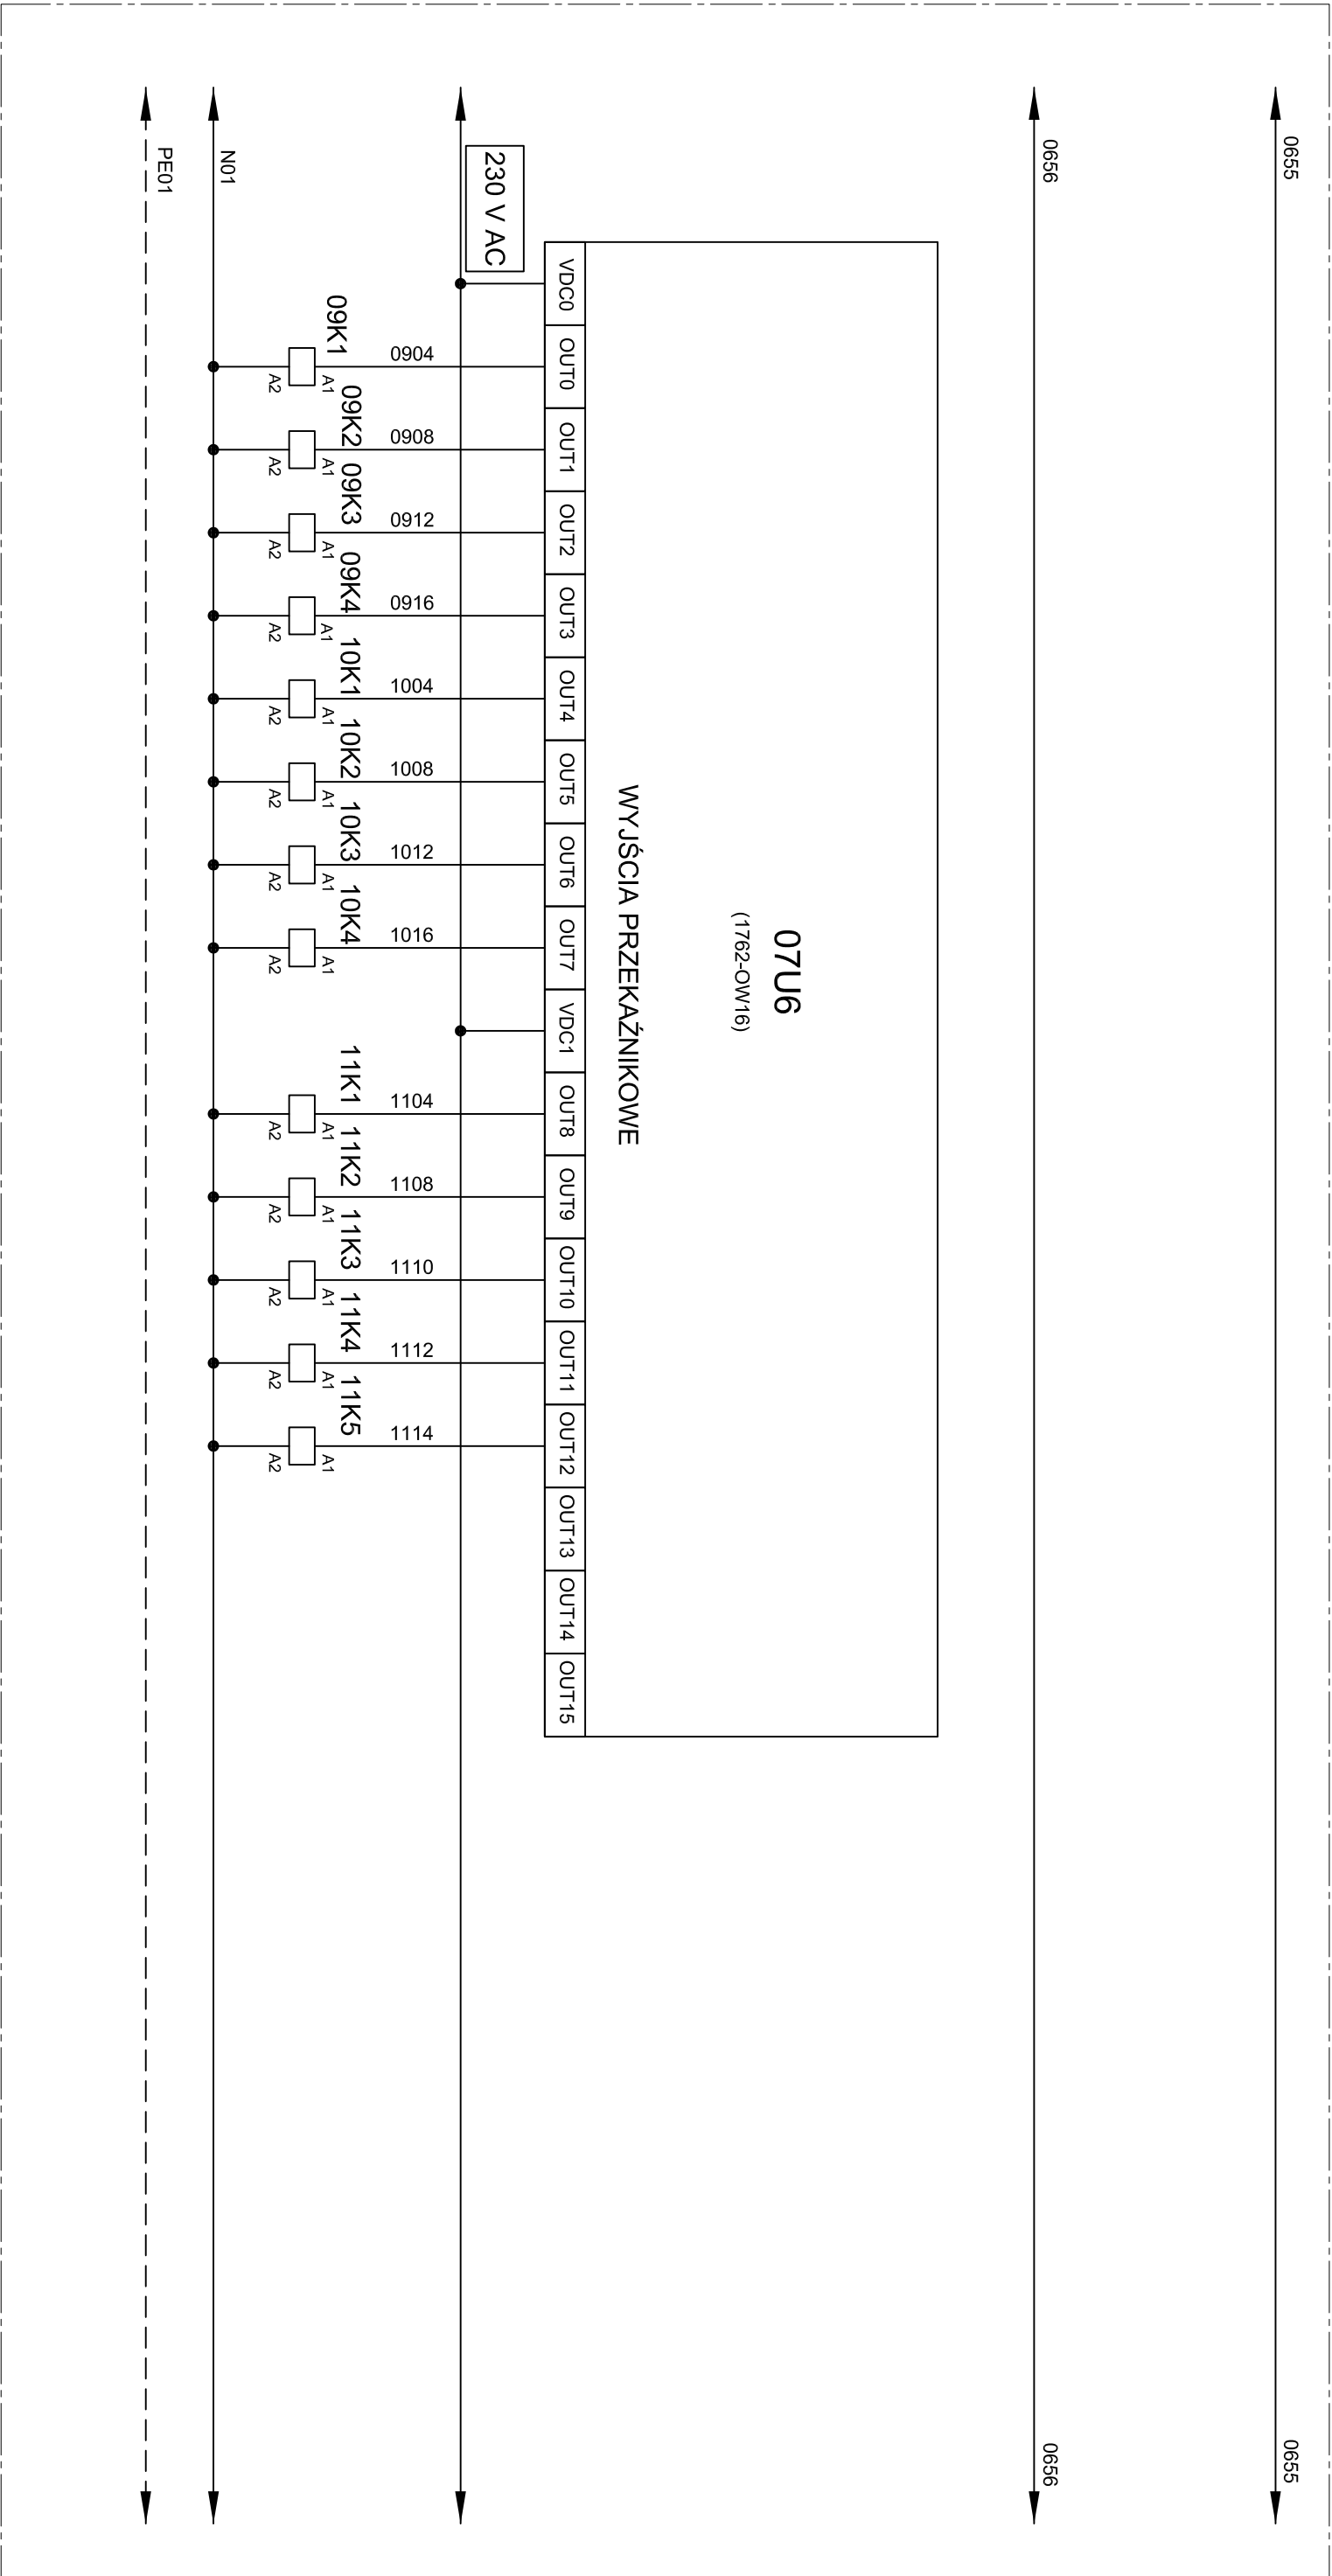 0655
0655
0656
0656
07U6
(1762-OW16)
WYJŚCIA PRZEKAŹNIKOWE
VDC0
OUT0
OUT1
OUT2
OUT3
OUT4
OUT5
OUT6
OUT7
VDC1
OUT8
OUT9
OUT10
OUT11
OUT12
OUT13
OUT14
OUT15
230 V AC
0904
0908
0912
0916
1004
1008
1012
1016
1104
1108
1110
1112
1114
09K1
09K2
09K3
09K4
10K1
10K2
10K3
10K4
11K1
11K2
11K3
11K4
11K5
A1
A1
A1
A1
A1
A1
A1
A1
A1
A1
A1
A1
A1
A2
A2
A2
A2
A2
A2
A2
A2
A2
A2
A2
A2
A2
N01
PE01